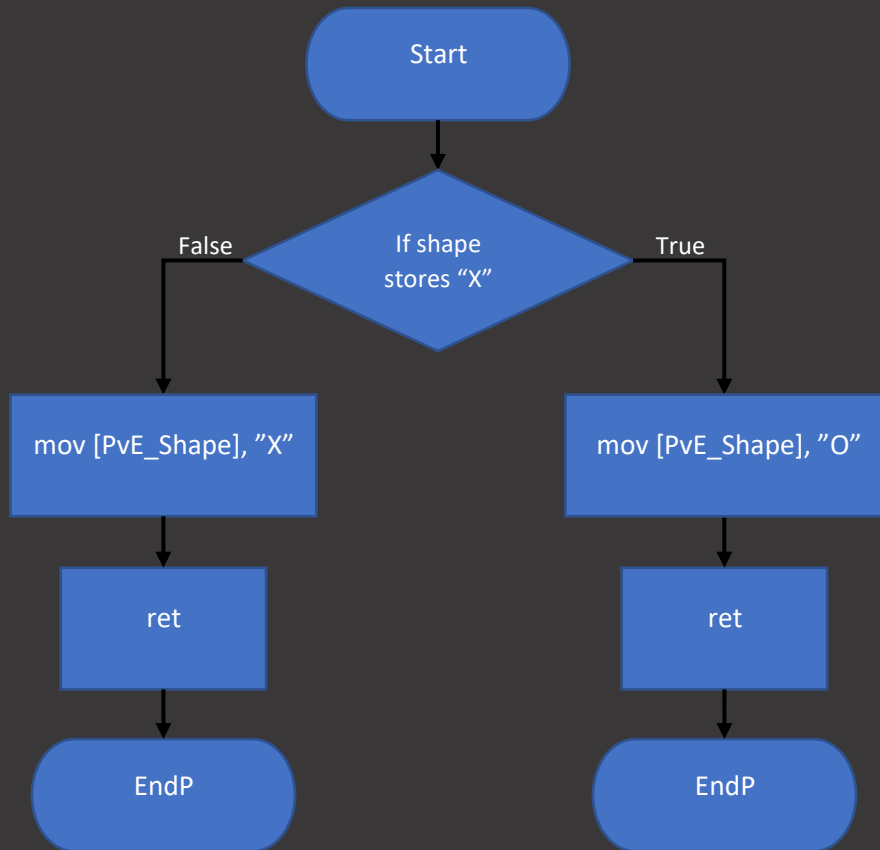 Start
If shape
stores “X”
False
True
mov [PvE_Shape], ”X”
mov [PvE_Shape], ”O”
ret
ret
EndP
EndP